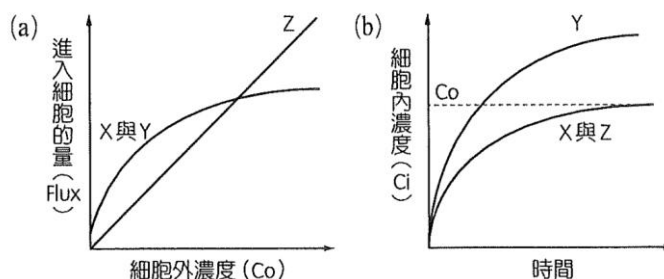 (a)
進入細胞的量(Flux)
Z
X與Y
細胞外濃度(Co)
(b)
細胞內濃度(Ci)
Y
Co
X與Z
時間